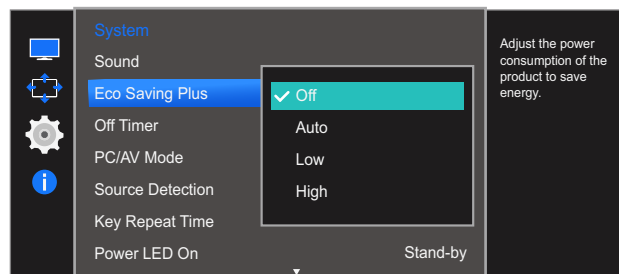 System
Sound
Eco Saving Plus
Off
Auto
Low
High
Off Timer
PC/AV Mode
Source Detection
Key Repeat Time
Power LED On Stand-by
Adjust the power
consumption of the
product to save
energy.